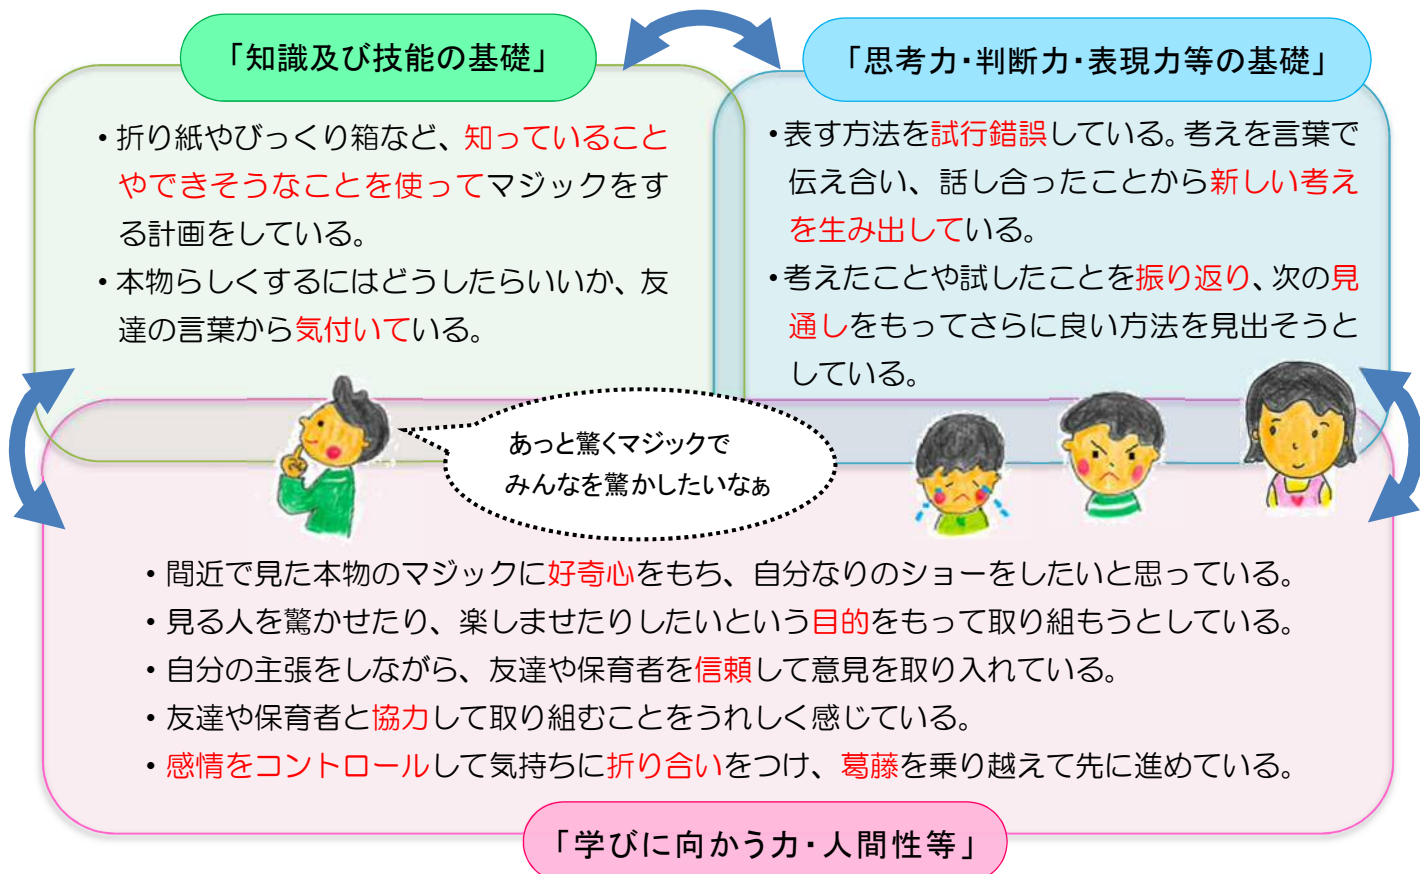 「知識及び技能の基礎」
・折り紙やびっくり箱など、知っていること
やできそうなことを使ってマジックをす
る計画をしている。
・本物らしくするにはどうしたらいいか、友
達の言葉から気付いている。
「思考力・判断力・表現力等の基礎」
・表す方法を試行錯誤している。考えを言葉で
伝え合い、話し合ったことから新しい考え
を生み出している。
・考えたことや試したことを振り返り、次の見
通しをもってさらに良い方法を見出そうと
している。
あっと驚くマジックで
みんなを驚かしたいなぁ
・間近で見た本物のマジックに好奇心をもち、自分なりのショーをしたいと思っている。
・見る人を驚かせたり、楽しませたりしたいという目的をもって取り組もうとしている。
・自分の主張をしながら、友達や保育者を信頼して意見を取り入れている。
・友達や保育者と協力して取り組むことをうれしく感じている。
・感情をコントロールして気持ちに折り合いをつけ、葛藤を乗り越えて先に進めている。
「学びに向かう力・人間性等」